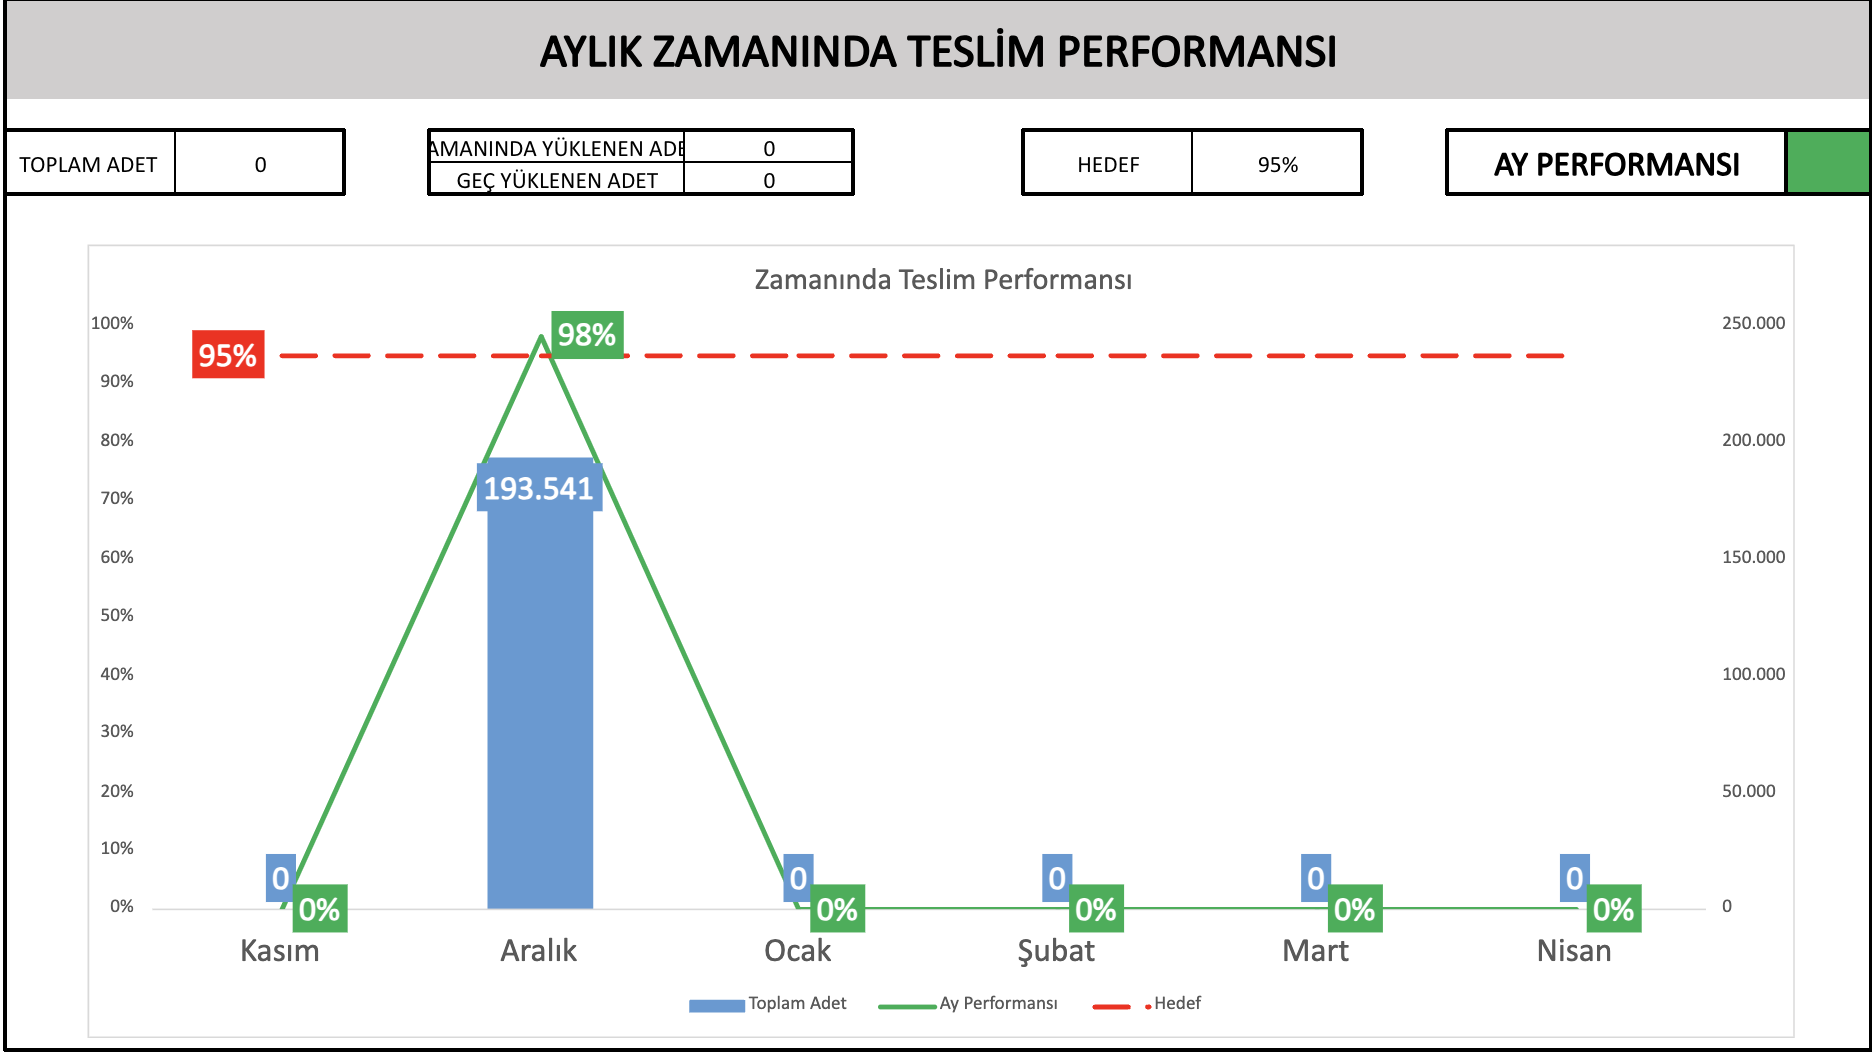 AYLIK ZAMANINDA TESLİM PERFORMANSI
TOPLAM ADET 0
AMANINDA YÜKLENEN ADE 0
GEÇ YÜKLENEN ADET 0
HEDEF 95%
AY PERFORMANSI
Zamanında Teslim Performansı
100% 250.000
95% 98%
90%
80% 200.000
193.541
70%
60% 150.000
50%
40% 100.000
30%
20% 50.000
10%
0 0 0 0 0
0% 0% 0% 0% 0% 0% 0
Kasım Aralık Ocak Şubat Mart Nisan
Toplam Adet Ay Performansı Hedef